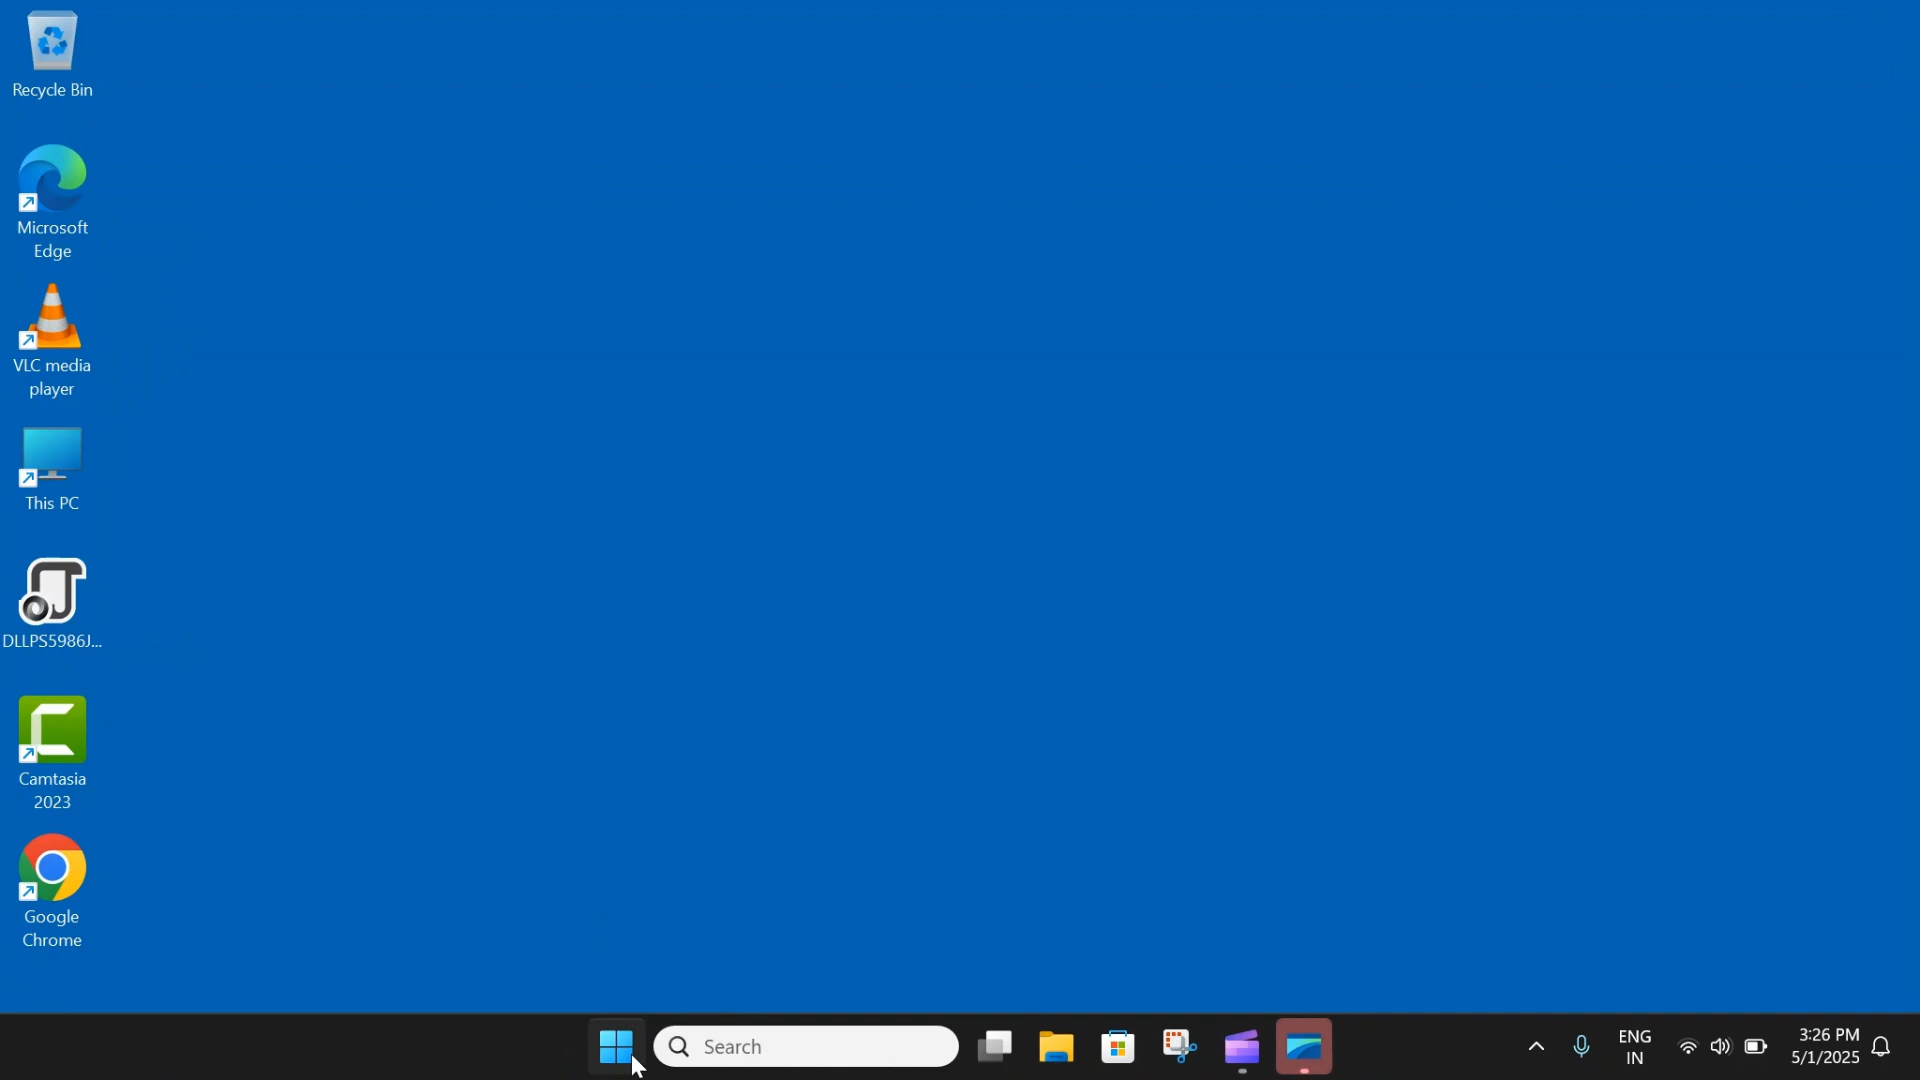 Recycle Bin
Microsoft
Edge
VLC media
player
This PC
DLLPS5986J...
Camtasia
2023
Google
Chrome
Search
ENG
IN
3:26 PM
5/1/2025